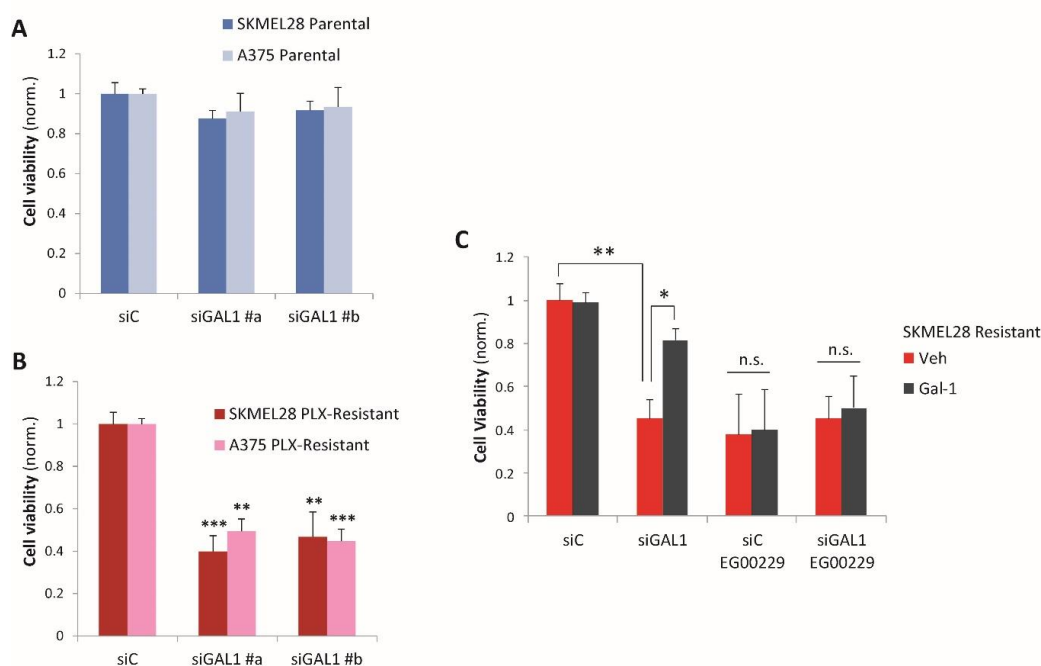 A
SKMEL28 Parental
A375 Parental
Cell viability (norm.)
1.2
1
0.8
0.6
0.4
0.2
0
siC
siGAL1 #a
siGAL1 #b
B
SKMEL28 PLX-Resistant
A375 PLX-Resistant
Cell viability (norm.)
1.2
1
0.8
0.6
0.4
0.2
0
***
**
**
***
siC
siGAL1 #a
siGAL1 #b
C
Cell Viability (norm.)
1.2
1
0.8
0.6
0.4
0.2
0
**
*
n.s.
n.s.
SKMEL28 Resistant
Veh
Gal-1
siC
siGAL1
siC
EG00229
siGAL1
EG00229